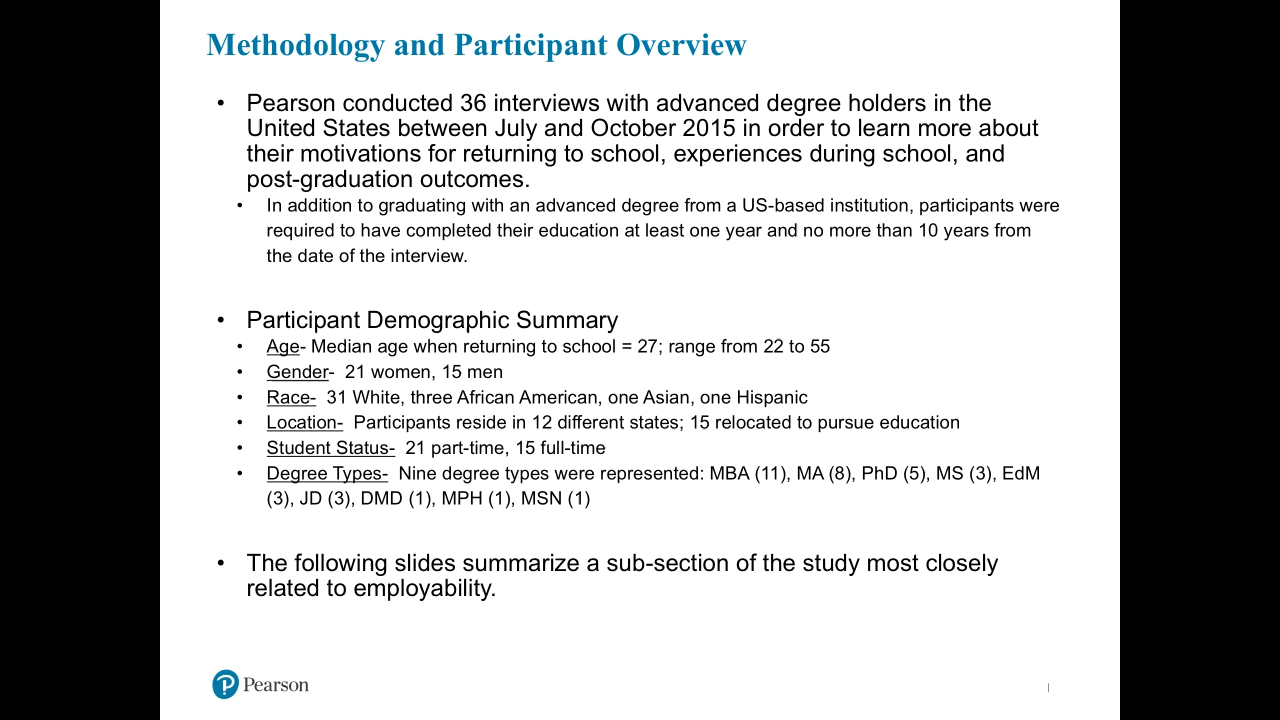 Methodology and Participant Overview
• Pearson conducted 36 interviews with advanced degree holders in the
United States between July and October 2015 in order to learn more about
their motivations for returning to school, experiences during school, and
post-graduation outcomes.
• In addition to graduating with an advanced degree from a US-based institution, participants were
required to have completed their education at least one year and no more than 10 years from
the date of the interview.
• Participant Demographic Summary
• Age- Median age when returning to school = 27; range from 22 to 55
• Gender- 21 women, 15 men
• Race- 31 White, three African American, one Asian, one Hispanic
• Location- Participants reside in 12 different states; 15 relocated to pursue education
• Student Status- 21 part-time, 15 full-time
• Degree Types- Nine degree types were represented: MBA (11), MA (8), PhD (5), MS (3), EdM
(3), JD (3), DMD (1), MPH (1), MSN (1)
• The following slides summarize a sub-section of the study most closely
related to employability.
Pearson
|